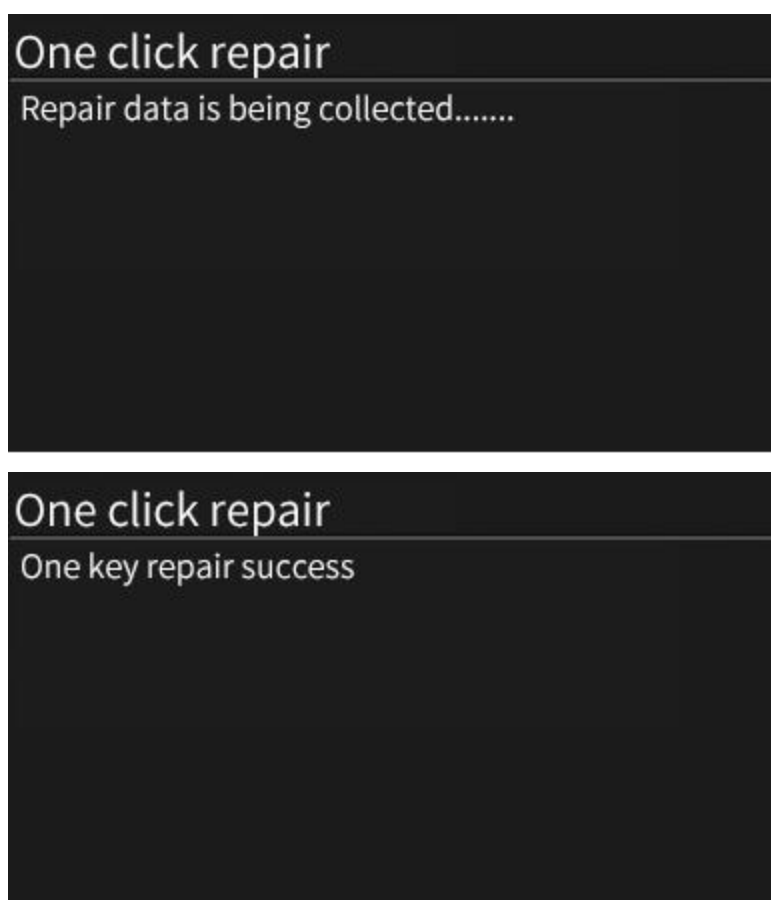 One click repair
Repair data is being collected.......
One click repair
One key repair success